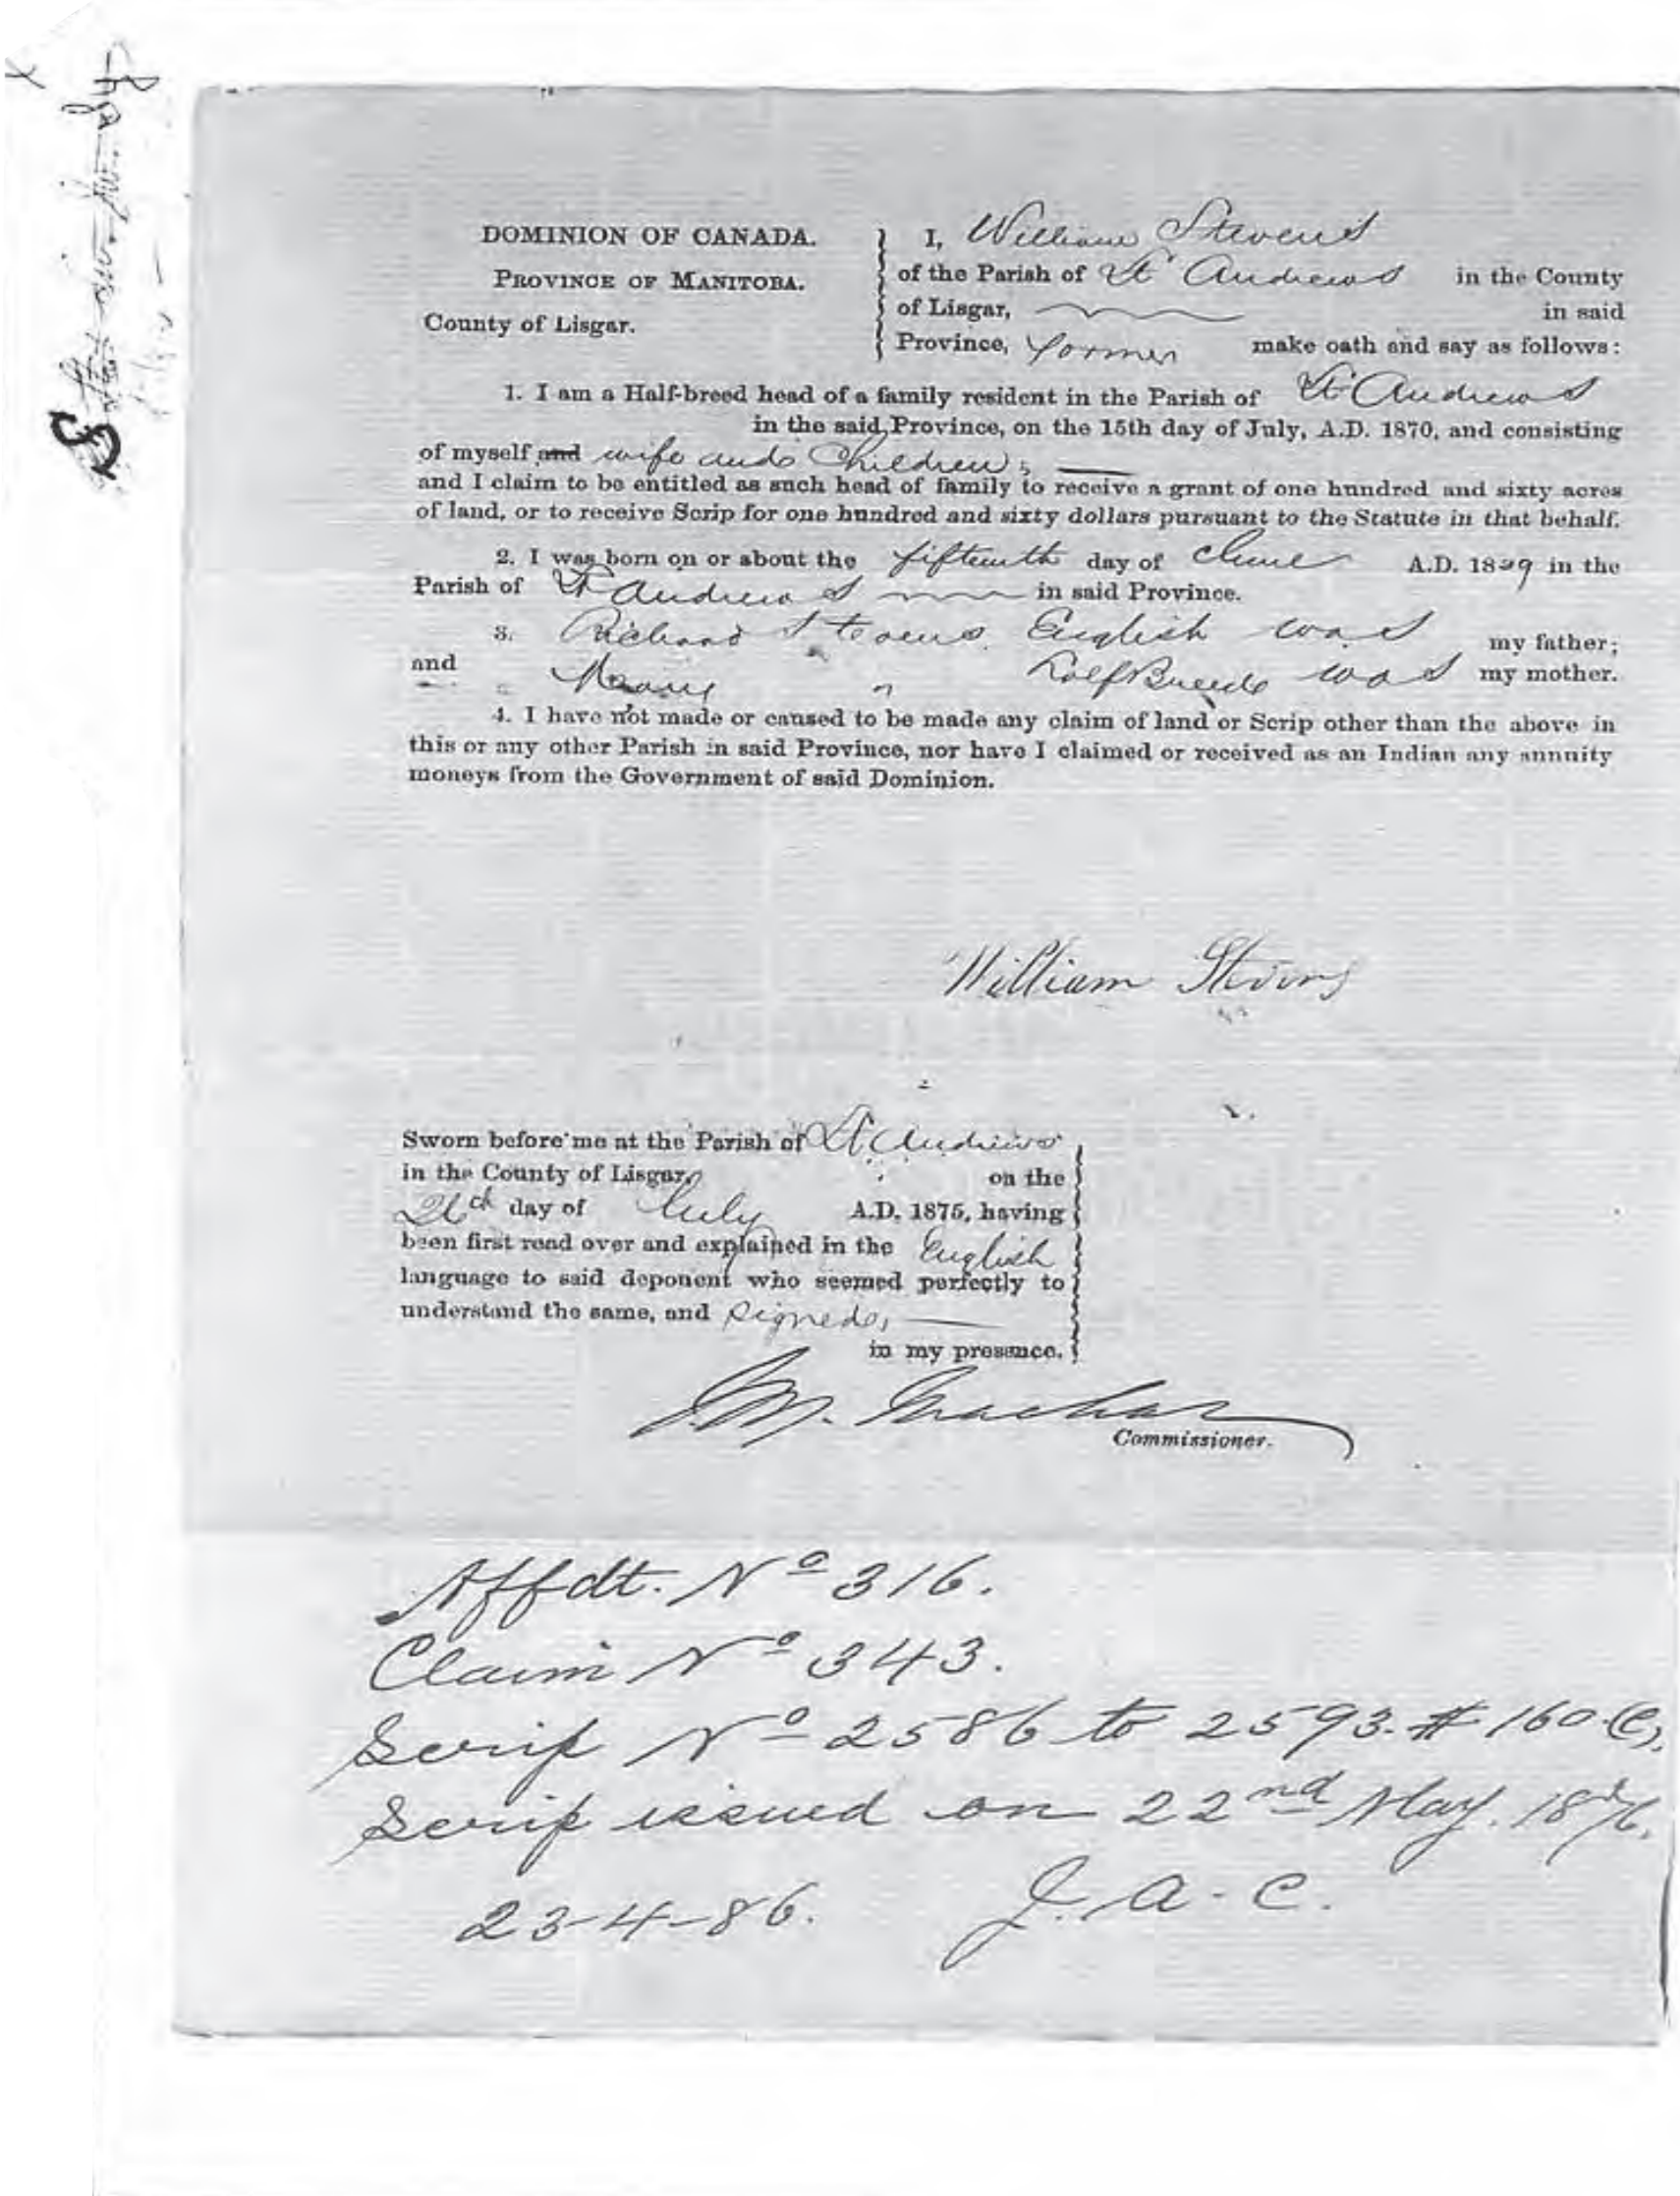 DOMINION OF CANADA.
PROVINCE OF MANITOBA.
County of Lisgar.
I, William Stevens
of the Parish of St Andrews in the County
of Lisgar, in said
Province, Farmer make oath and say as follows:
1. I am a Half-breed head of a family resident in the Parish of St Andrews
in the said Province, on the 15th day of July, A.D. 1870, and consisting
of myself and wife and Children,
and I claim to be entitled as such head of family to receive a grant of one hundred and sixty acres
of land, or to receive Scrip for one hundred and sixty dollars pursuant to the Statute in that behalf.
2. I was born on or about the fifteenth day of June A.D. 1829 in the
Parish of St Andrews in said Province.
3. Richard Stevens English was my father;
and Mary " Half Breed was my mother.
4. I have not made or caused to be made any claim of land or Scrip other than the above in
this or any other Parish in said Province, nor have I claimed or received as an Indian any annuity
moneys from the Government of said Dominion.
William Stevens
Sworn before me at the Parish of St. Andrews
in the County of Lisgar, on the
day of July A.D. 1875, having
been first read over and explained in the English
language to said deponent who seemed perfectly to
understand the same, and signed,
in my presence.
J.M. Machar
Commissioner.
Affdt. Nº 316.
Claim Nº 343.
Scrip Nº 2586 to 2593. # 160
Scrip issued on 22nd May. 1876.
23-4-86. J. A. C.